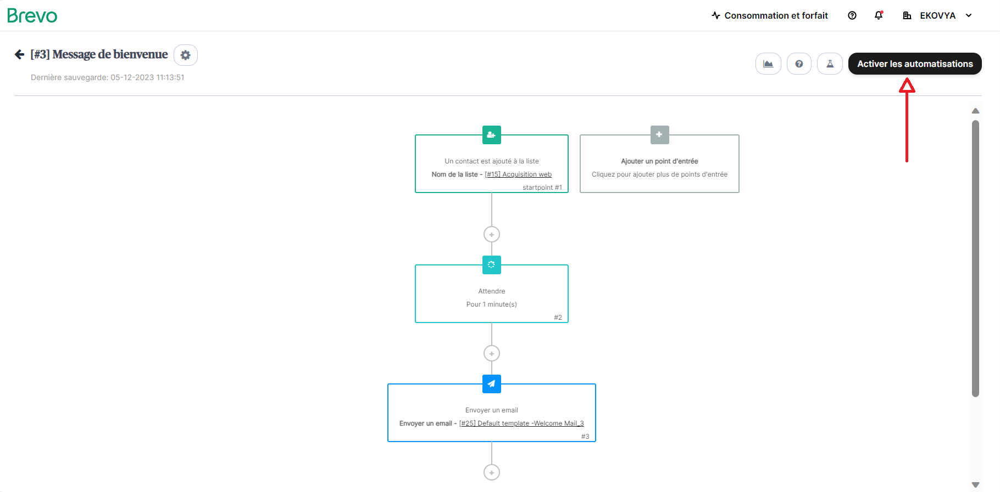 Brevo
Consommation et forfait
EKOVYA
[#3] Message de bienvenue
Dernière sauvegarde: 05-12-2023 11:13:51
Activer les automatisations
Un contact est ajouté à la liste
Nom de la liste - [#15] Acquisition web
startpoint #1
Ajouter un point d'entrée
Cliquez pour ajouter plus de points d'entrée
Attendre
Pour 1 minute(s)
#2
Envoyer un email
Envoyer un email - [#25] Default template -Welcome Mail_3
#3